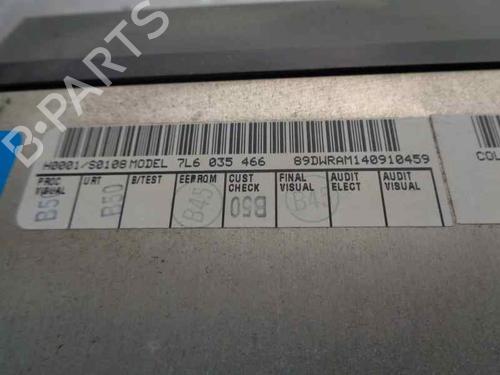 B-PARTS
H0001/S0108 MODEL 7L6 035 466 89DWRAM140910459
COL
PROC VISUAL URT B/TEST EEPROM CUST CHECK FINAL VISUAL AUDIT ELECT AUDIT VISUAL
B50 B50 B45 B50 B45